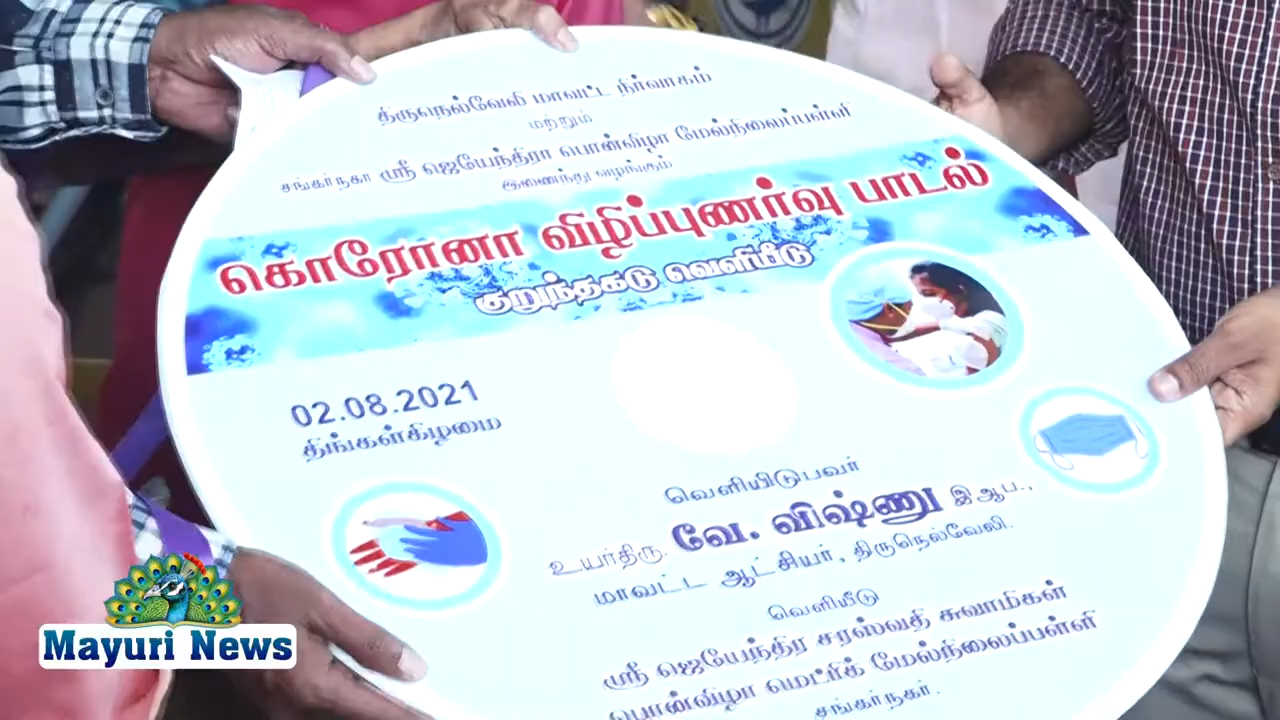 திருநெல்வேலி மாவட்ட நிர்வாகம்
மற்றும்
சங்கர்நகர் ஸ்ரீ ஜெயேந்திரா பொன்விழா மேல்நிலைப்பள்ளி
இணைந்து வழங்கும்
கொரோனா விழிப்புணர்வு பாடல்
குறுந்தகடு வெளியீடு
02.08.2021
திங்கள்கிழமை
வெளியிடுபவர்
உயர்திரு. வே. விஷ்ணு இஆப.,
மாவட்ட ஆட்சியர், திருநெல்வேலி.
வெளியீடு
ஸ்ரீ ஜெயேந்திர சரஸ்வதி சுவாமிகள்
பொன்விழா மெட்ரிக் மேல்நிலைப்பள்ளி
சங்கர்நகர்.
Mayuri News